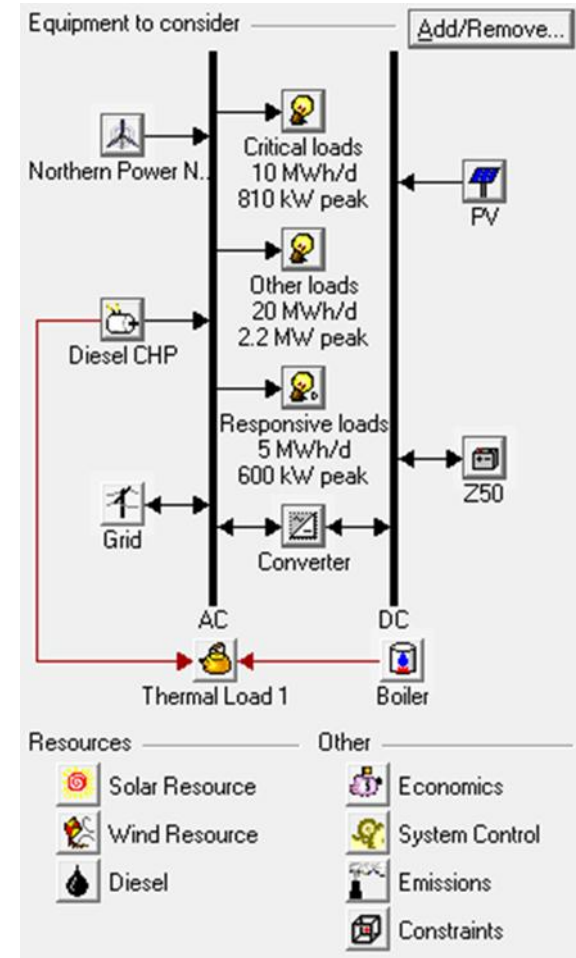 Equipment to consider
Add/Remove...
Northern Power N..
Critical loads
10 MWh/d
810 kW peak
PV
Other loads
20 MWh/d
2.2 MW peak
Diesel CHP
Responsive loads
5 MWh/d
600 kW peak
Z50
Grid
Converter
AC
DC
Thermal Load 1
Boiler
Resources
Other
Solar Resource
Economics
Wind Resource
System Control
Diesel
Emissions
Constraints